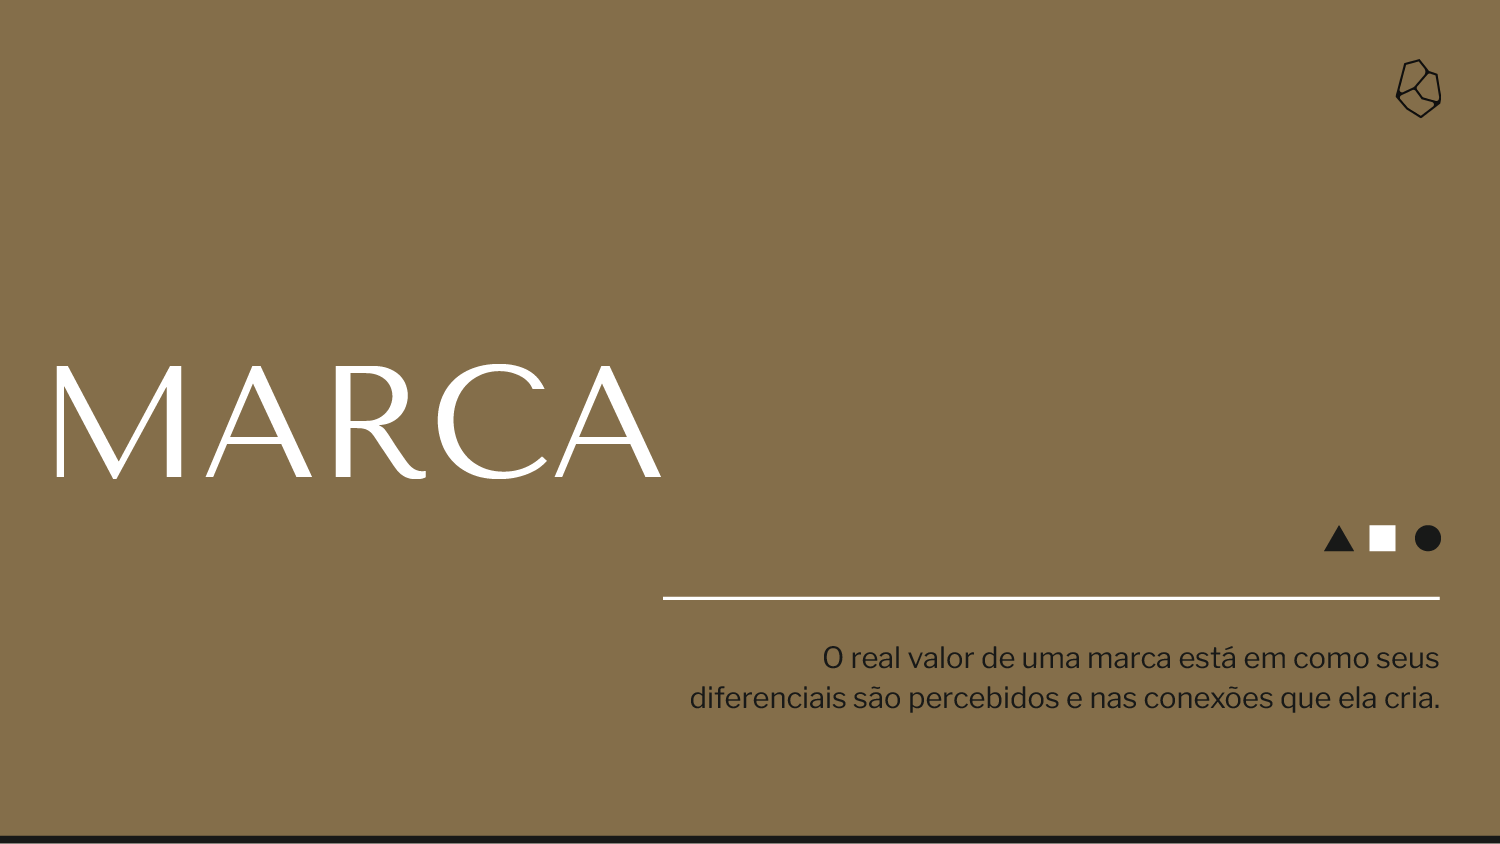 MARCA
O real valor de uma marca está em como seus
diferenciais são percebidos e nas conexões que ela cria.